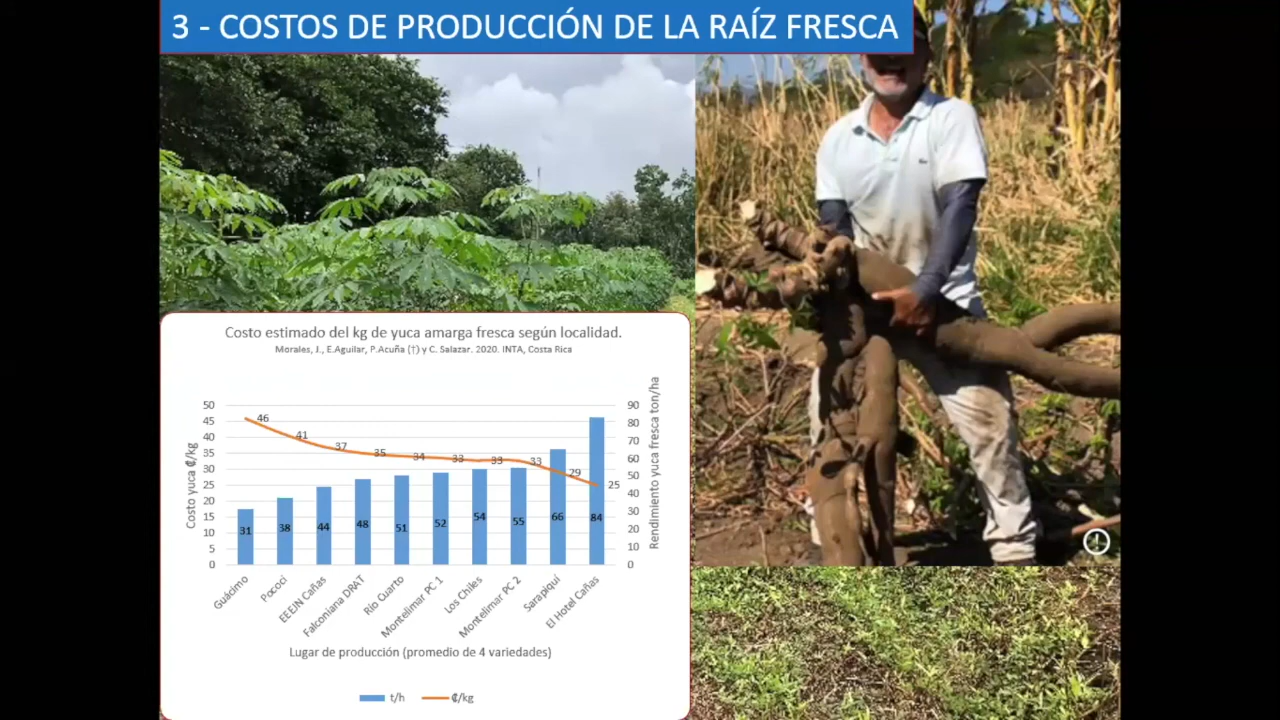 3 - COSTOS DE PRODUCCIÓN DE LA RAÍZ FRESCA
Costo estimado del kg de yuca amarga fresca según localidad.
Morales, J., E.Aguilar, P.Acuña (†) y C. Salazar. 2020. INTA, Costa Rica
Costo yuca ₡/kg
50
45
40
35
30
25
20
15
10
5
0
46
41
37
35
34
33
33
33
29
25
31
38
44
48
51
52
54
55
66
84
90
80
70
60
50
40
30
20
10
0
Rendimiento yuca fresca ton/ha
Guácimo
Pococí
EEEJN Cañas
Falconiana DRAT
Río Cuarto
Montelimar PC 1
Los Chiles
Montelimar PC 2
Sarapiquí
El Hotel Cañas
Lugar de producción (promedio de 4 variedades)
t/h
₡/kg